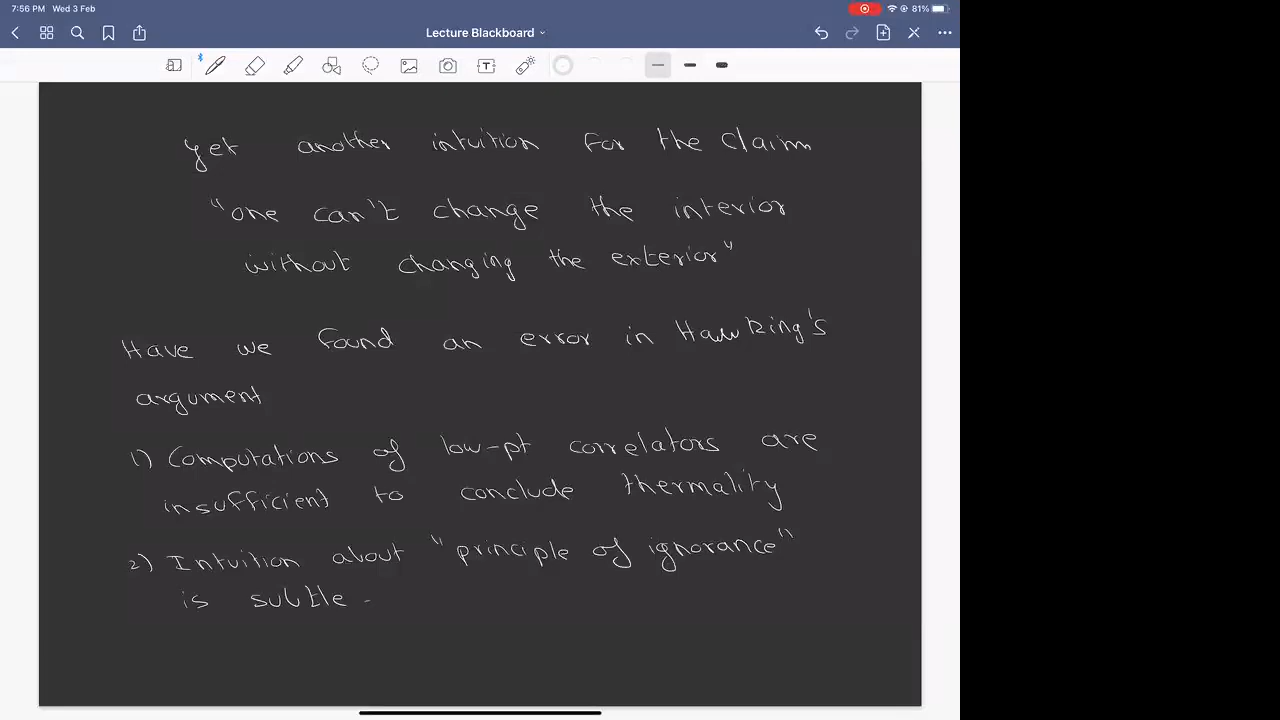 7:56 PM Wed 3 Feb
81%
Lecture Blackboard
yet another intuition for the claim
"one can't change the interior
without changing the exterior"
Have we found an error in Hawking's
argument
1) Computations of low-pt correlators are
insufficient to conclude thermality
2) Intuition about "principle of ignorance"
is subtle -